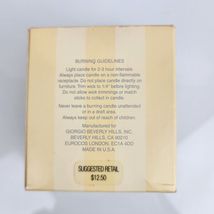 BURNING GUIDELINES
Light candle for 2-3 hour intervals.
Always place candle on a non-flammable
receptacle. Do not place candle directly on
furniture. Trim wick to 1/4" before lighting.
Do not allow wick trimmings or match
sticks to collect in candle.
Never leave a burning candle unattended
or in a draft area.
Always keep out of reach of children.
Manufactured by
GIORGIO BEVERLY HILLS, INC.
BEVERLY HILLS, CA 90210
EUROCOS LONDON, EC1A 4DD
MADE IN U.S.A.
SUGGESTED RETAIL
$12.50